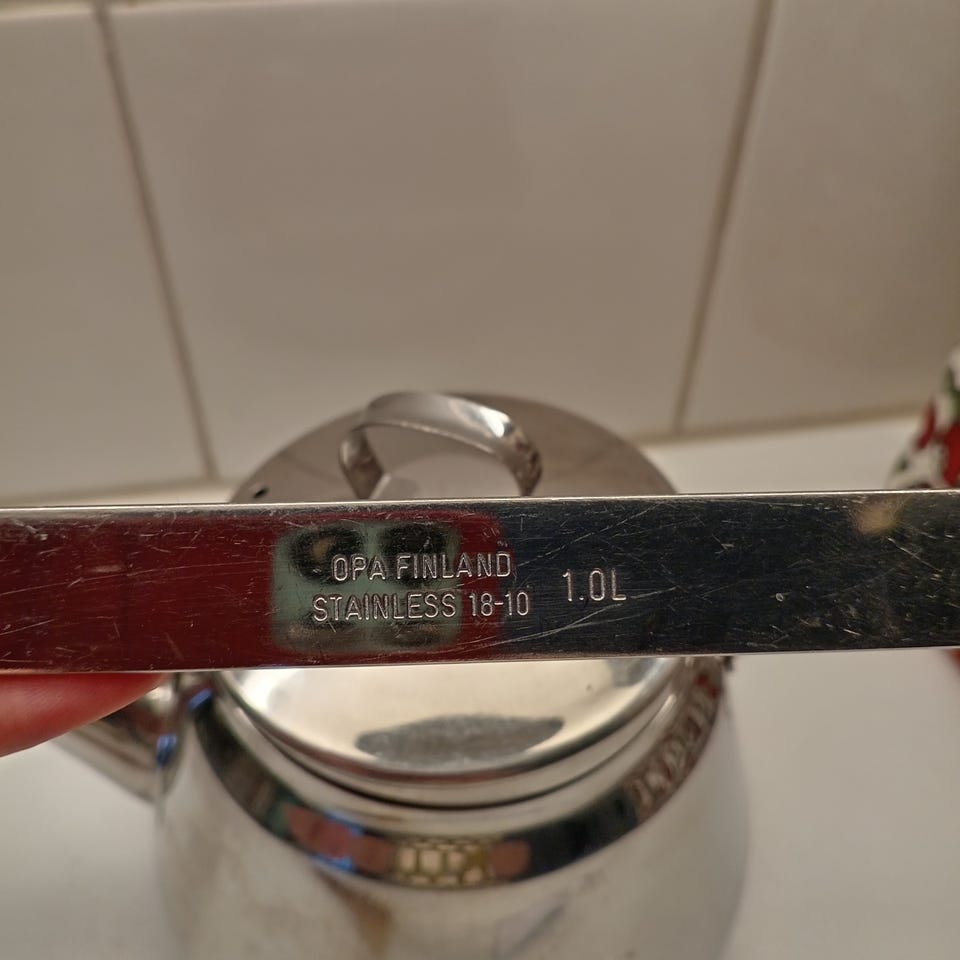 OPA FINLAND
STAINLESS 18-10 1.0L